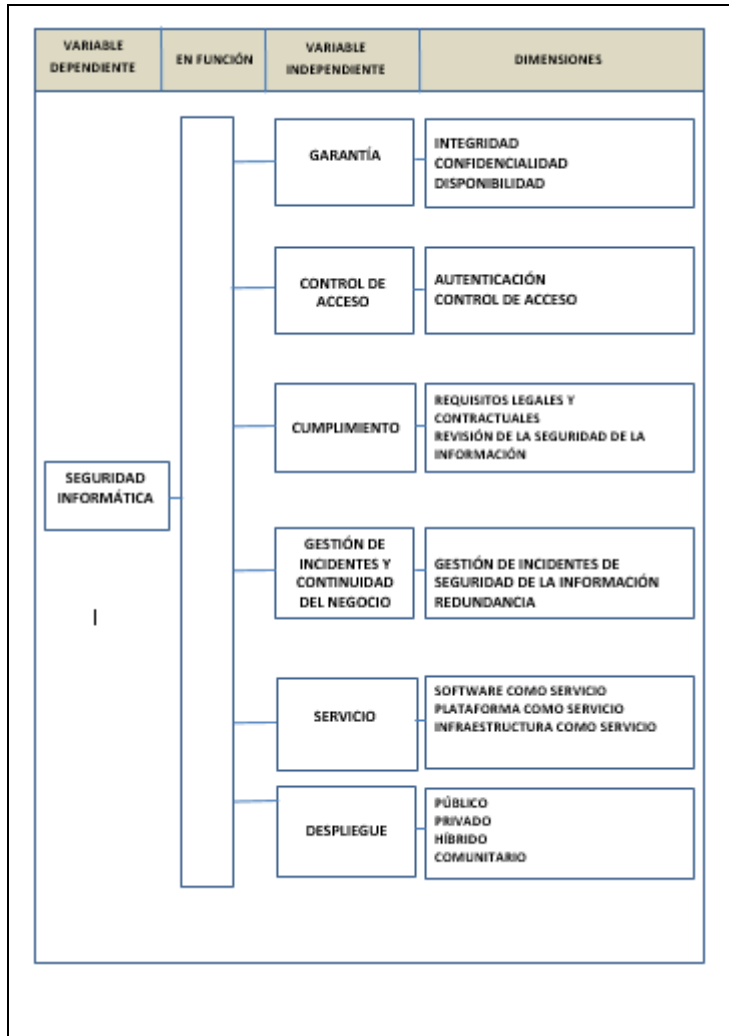 VARIABLE
DEPENDIENTE
EN FUNCIÓN
VARIABLE
INDEPENDIENTE
DIMENSIONES
SEGURIDAD
INFORMÁTICA
GARANTÍA
INTEGRIDAD
CONFIDENCIALIDAD
DISPONIBILIDAD
CONTROL DE
ACCESO
AUTENTICACIÓN
CONTROL DE ACCESO
CUMPLIMIENTO
REQUISITOS LEGALES Y
CONTRACTUALES
REVISIÓN DE LA SEGURIDAD DE LA
INFORMACIÓN
GESTIÓN DE
INCIDENTES Y
CONTINUIDAD
DEL NEGOCIO
GESTIÓN DE INCIDENTES DE
SEGURIDAD DE LA INFORMACIÓN
REDUNDANCIA
SERVICIO
SOFTWARE COMO SERVICIO
PLATAFORMA COMO SERVICIO
INFRAESTRUCTURA COMO SERVICIO
DESPLIEGUE
PÚBLICO
PRIVADO
HÍBRIDO
COMUNITARIO